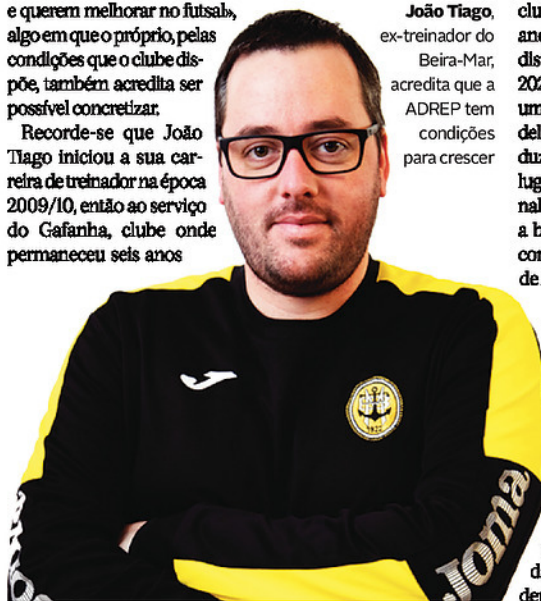 e querem melhorar no futsal»,
algo em que o próprio, pelas
condições que o clube dis-
põe, também acredita ser
possível concretizar.
Recorde-se que João
Tiago iniciou a sua car-
reira de treinador na época
2009/10, então ao serviço
do Gafanha, clube onde
permaneceu seis anos
João Tiago,
ex-treinador do
Beira-Mar,
acredita que a
ADREP tem
condições
para crescer
1922
Joma